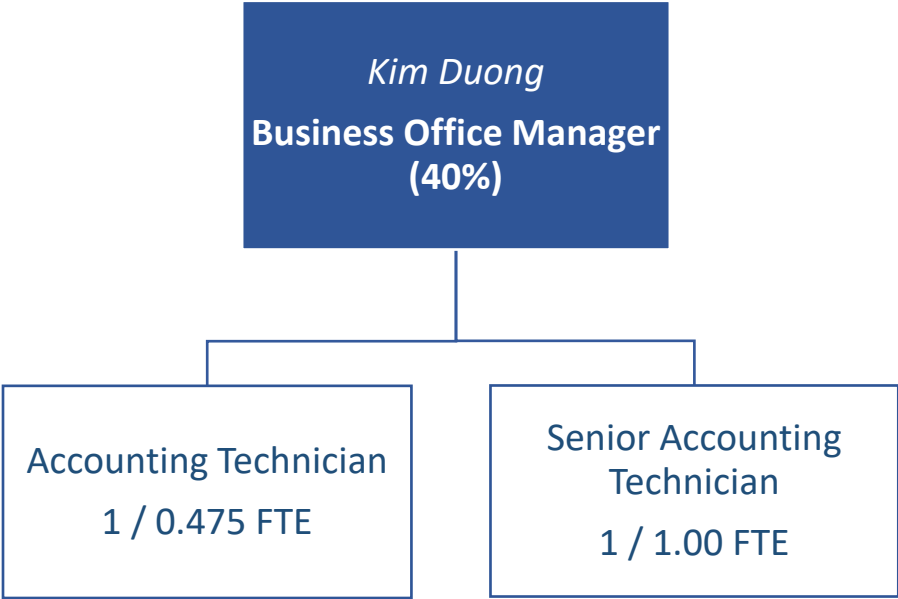 Kim Duong
Business Office Manager
(40%)
Accounting Technician
1 / 0.475 FTE
Senior Accounting
Technician
1 / 1.00 FTE